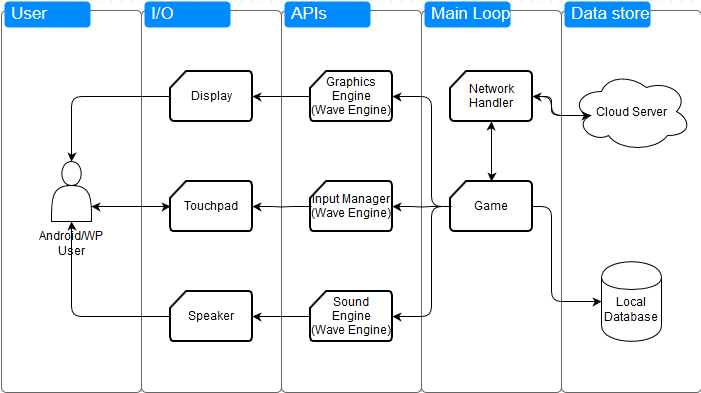 User
I/O
APIs
Main Loop
Data store
Display
Graphics
Engine
(Wave Engine)
Network
Handler
Cloud Server
Touchpad
Input Manager
(Wave Engine)
Game
Android/WP
User
Speaker
Sound
Engine
(Wave Engine)
Local
Database